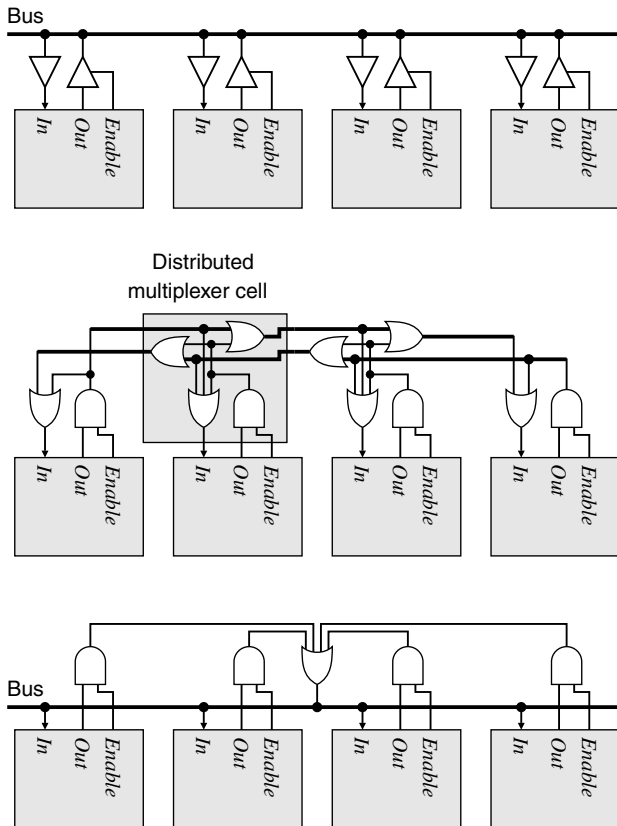 Bus
In Out Enable In Out Enable In Out Enable In Out Enable
Distributed
multiplexer cell
In Out Enable In Out Enable In Out Enable In Out Enable
Bus
In Out Enable In Out Enable In Out Enable In Out Enable